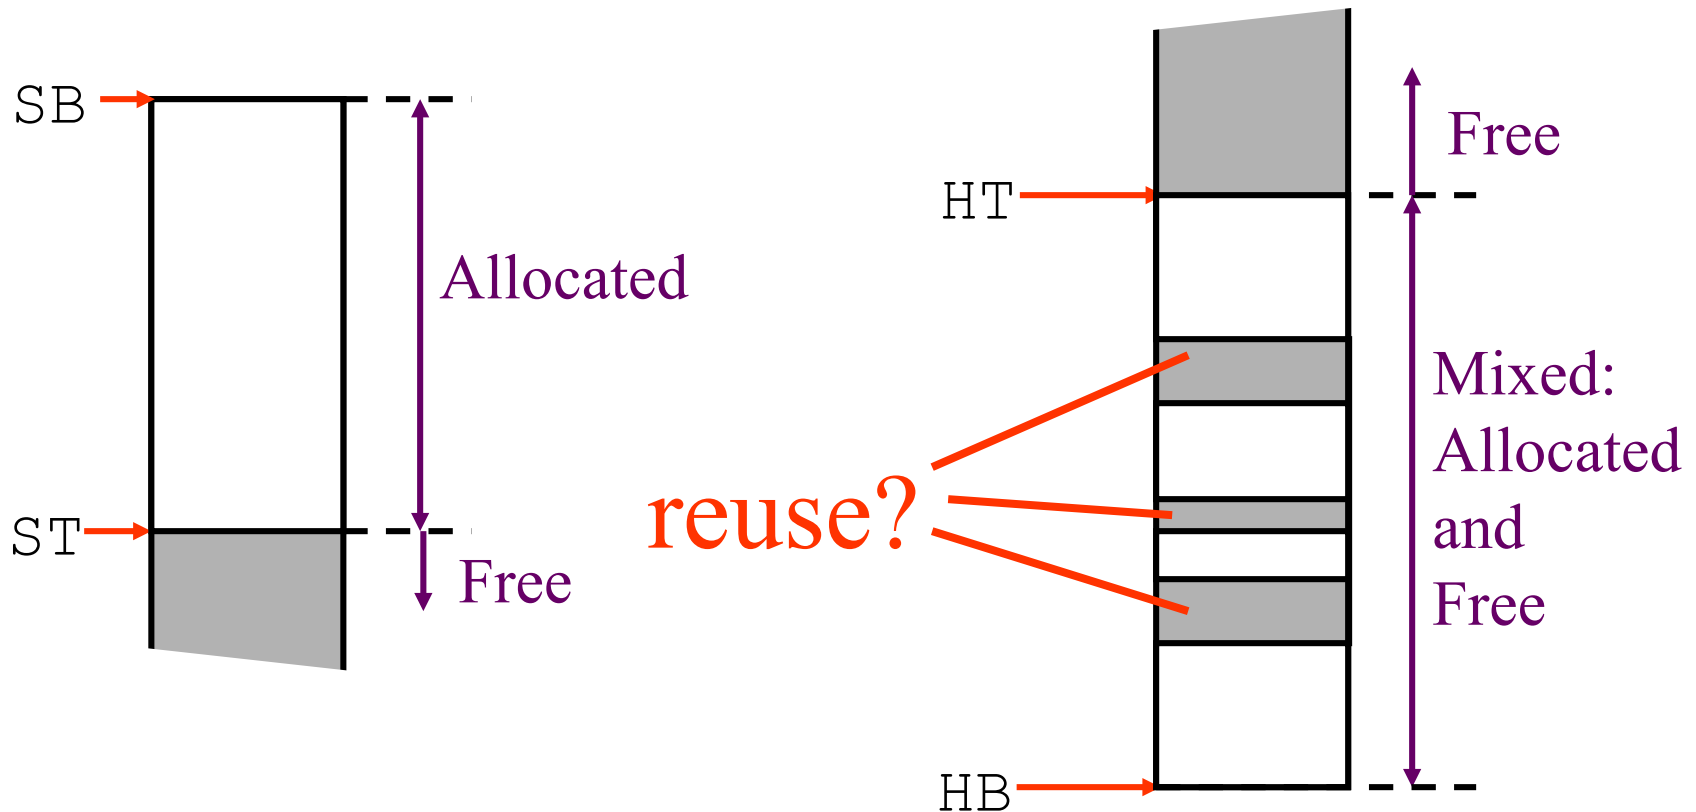 SB
Allocated
ST
Free
Free
HT
reuse?
Mixed:
Allocated
and
Free
HB